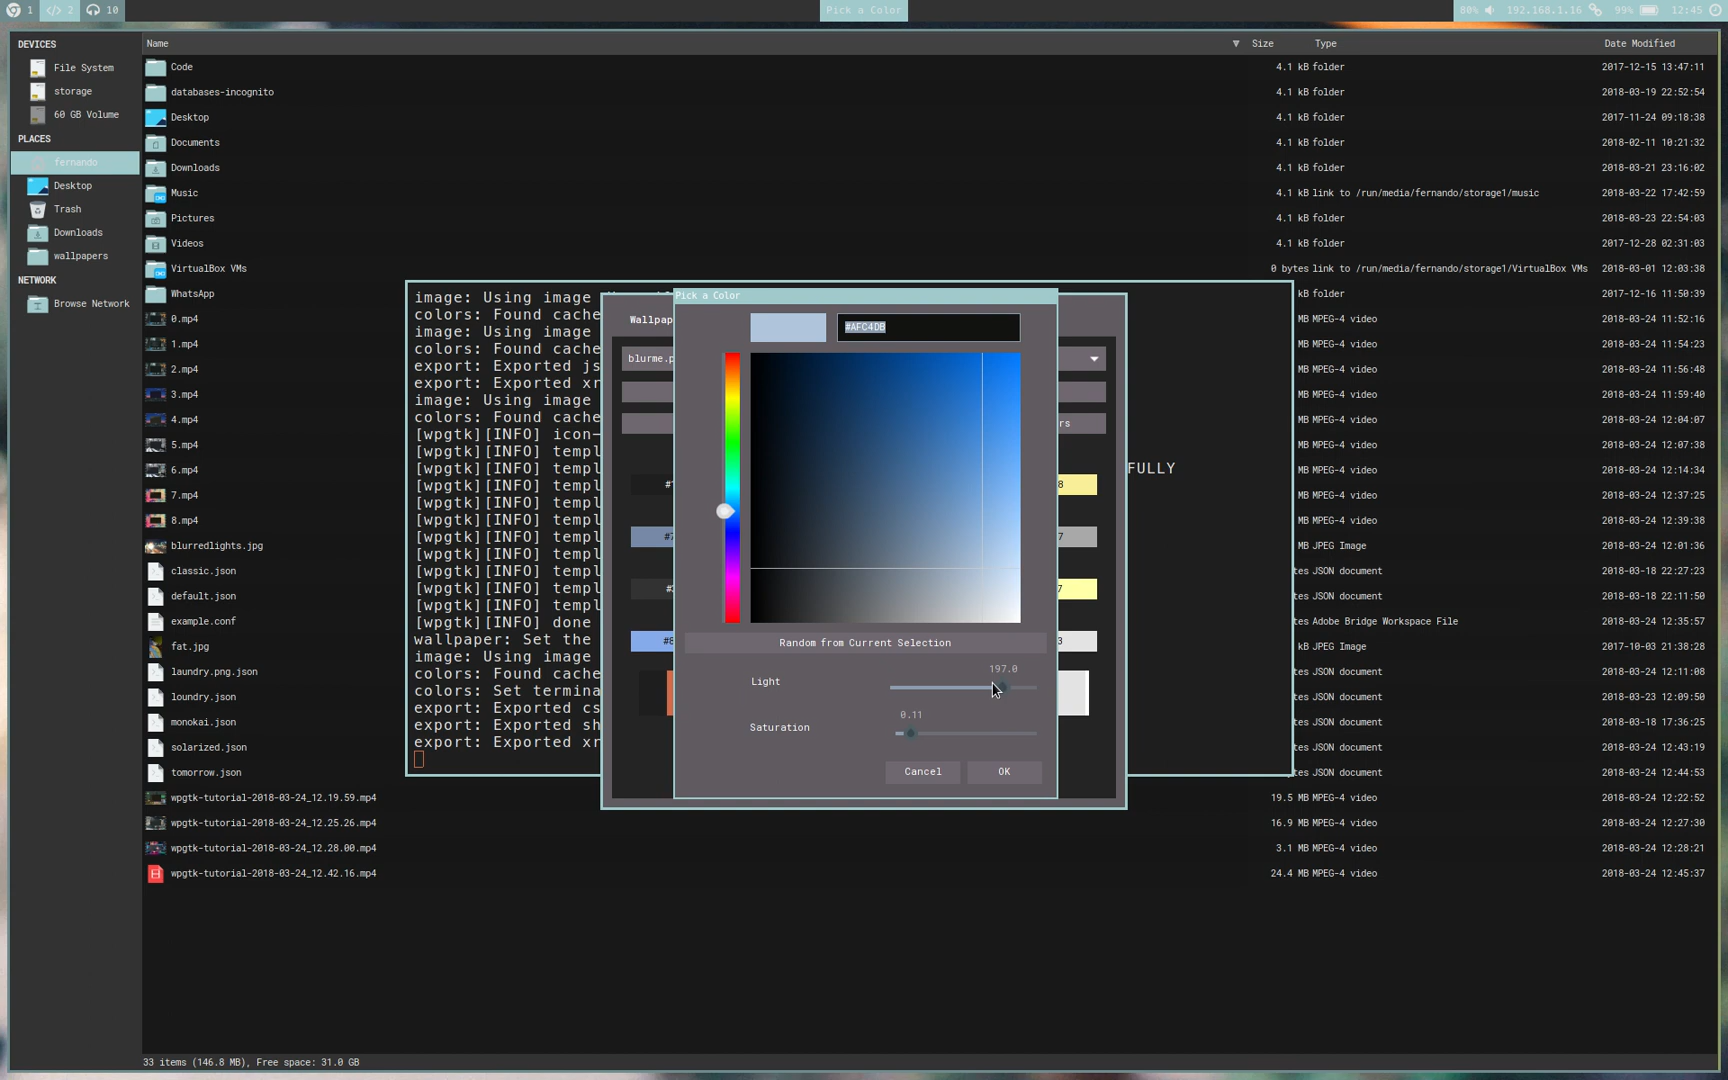 1 </> 2 10
Pick a Color
80% 192.168.1.16 99% 12:45
DEVICES
File System
storage
60 GB Volume
PLACES
fernando
Desktop
Trash
Downloads
wallpapers
NETWORK
Browse Network
Name Size Type Date Modified
Code 4.1 kB folder 2017-12-15 13:47:11
databases-incognito 4.1 kB folder 2018-03-19 22:52:54
Desktop 4.1 kB folder 2017-11-24 09:18:38
Documents 4.1 kB folder 2018-02-11 10:21:32
Downloads 4.1 kB folder 2018-03-21 23:16:02
Music 4.1 kB link to /run/media/fernando/storage1/music 2018-03-22 17:42:59
Pictures 4.1 kB folder 2018-03-23 22:54:03
Videos 4.1 kB folder 2017-12-28 02:31:03
VirtualBox VMs 0 bytes link to /run/media/fernando/storage1/VirtualBox VMs 2018-03-01 12:03:38
WhatsApp kB folder 2017-12-16 11:50:39
0.mp4 MB MPEG-4 video 2018-03-24 11:52:16
1.mp4 MB MPEG-4 video 2018-03-24 11:54:23
2.mp4 MB MPEG-4 video 2018-03-24 11:56:48
3.mp4 MB MPEG-4 video 2018-03-24 11:59:40
4.mp4 MB MPEG-4 video 2018-03-24 12:04:07
5.mp4 MB MPEG-4 video 2018-03-24 12:07:38
6.mp4 MB MPEG-4 video 2018-03-24 12:14:34
7.mp4 MB MPEG-4 video 2018-03-24 12:37:25
8.mp4 MB MPEG-4 video 2018-03-24 12:39:38
blurredlights.jpg MB JPEG Image 2018-03-24 12:01:36
classic.json tes JSON document 2018-03-18 22:27:23
default.json tes JSON document 2018-03-18 22:11:50
example.conf tes Adobe Bridge Workspace File 2018-03-24 12:35:57
fat.jpg kB JPEG Image 2017-10-03 21:38:28
laundry.png.json tes JSON document 2018-03-24 12:11:08
loundry.json tes JSON document 2018-03-23 12:09:50
monokai.json tes JSON document 2018-03-18 17:36:25
solarized.json tes JSON document 2018-03-24 12:43:19
tomorrow.json tes JSON document 2018-03-24 12:44:53
wpgtk-tutorial-2018-03-24_12.19.59.mp4 19.5 MB MPEG-4 video 2018-03-24 12:22:52
wpgtk-tutorial-2018-03-24_12.25.26.mp4 16.9 MB MPEG-4 video 2018-03-24 12:27:30
wpgtk-tutorial-2018-03-24_12.28.00.mp4 3.1 MB MPEG-4 video 2018-03-24 12:28:21
wpgtk-tutorial-2018-03-24_12.42.16.mp4 24.4 MB MPEG-4 video 2018-03-24 12:45:37
33 items (146.8 MB), Free space: 31.0 GB
image: Using image
colors: Found cache
image: Using image
colors: Found cache
export: Exported js
export: Exported xr
image: Using image
colors: Found cache
[wpgtk][INFO] icon-
[wpgtk][INFO] templ
[wpgtk][INFO] templ FULLY
[wpgtk][INFO] templ
[wpgtk][INFO] templ
[wpgtk][INFO] templ
[wpgtk][INFO] templ
[wpgtk][INFO] templ
[wpgtk][INFO] templ
[wpgtk][INFO] templ
[wpgtk][INFO] templ
[wpgtk][INFO] done
wallpaper: Set the
image: Using image
colors: Found cache
colors: Set termina
export: Exported cs
export: Exported sh
export: Exported xr
Wallpap
blurme.p
rs
8
#7 7
7
#8 3
Pick a Color
#AFC4DB
Random from Current Selection
197.0
Light
0.11
Saturation
Cancel OK